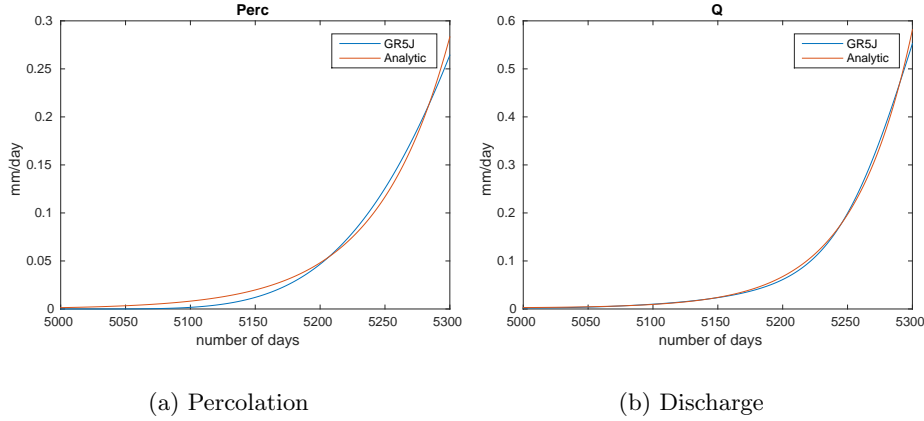 Perc
0.3
0.25
0.2
0.15
0.1
0.05
0
mm/day
GR5J
Analytic
5000 5050 5100 5150 5200 5250 5300
number of days
(a) Percolation
Q
0.6
0.5
0.4
0.3
0.2
0.1
0
mm/day
GR5J
Analytic
5000 5050 5100 5150 5200 5250 5300
number of days
(b) Discharge